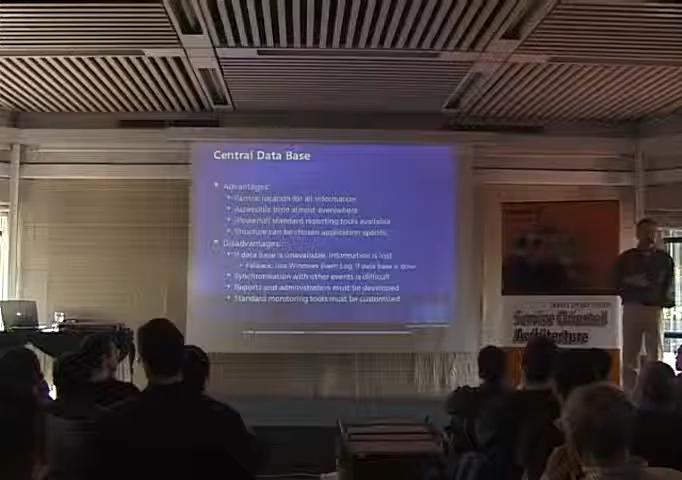 Central Data Base
Advantages:
Central location for all information
Accessible from almost everywhere
Powerful standard reporting tools available
Structure can be chosen application specific
Disadvantages:
If data base is unavailable, information is lost
Fallback: Use Windows Event Log, if data base is down
Synchronisation with other events is difficult
Reports and administration must be developed
Standard monitoring tools must be customized
Service Oriented
Architecture